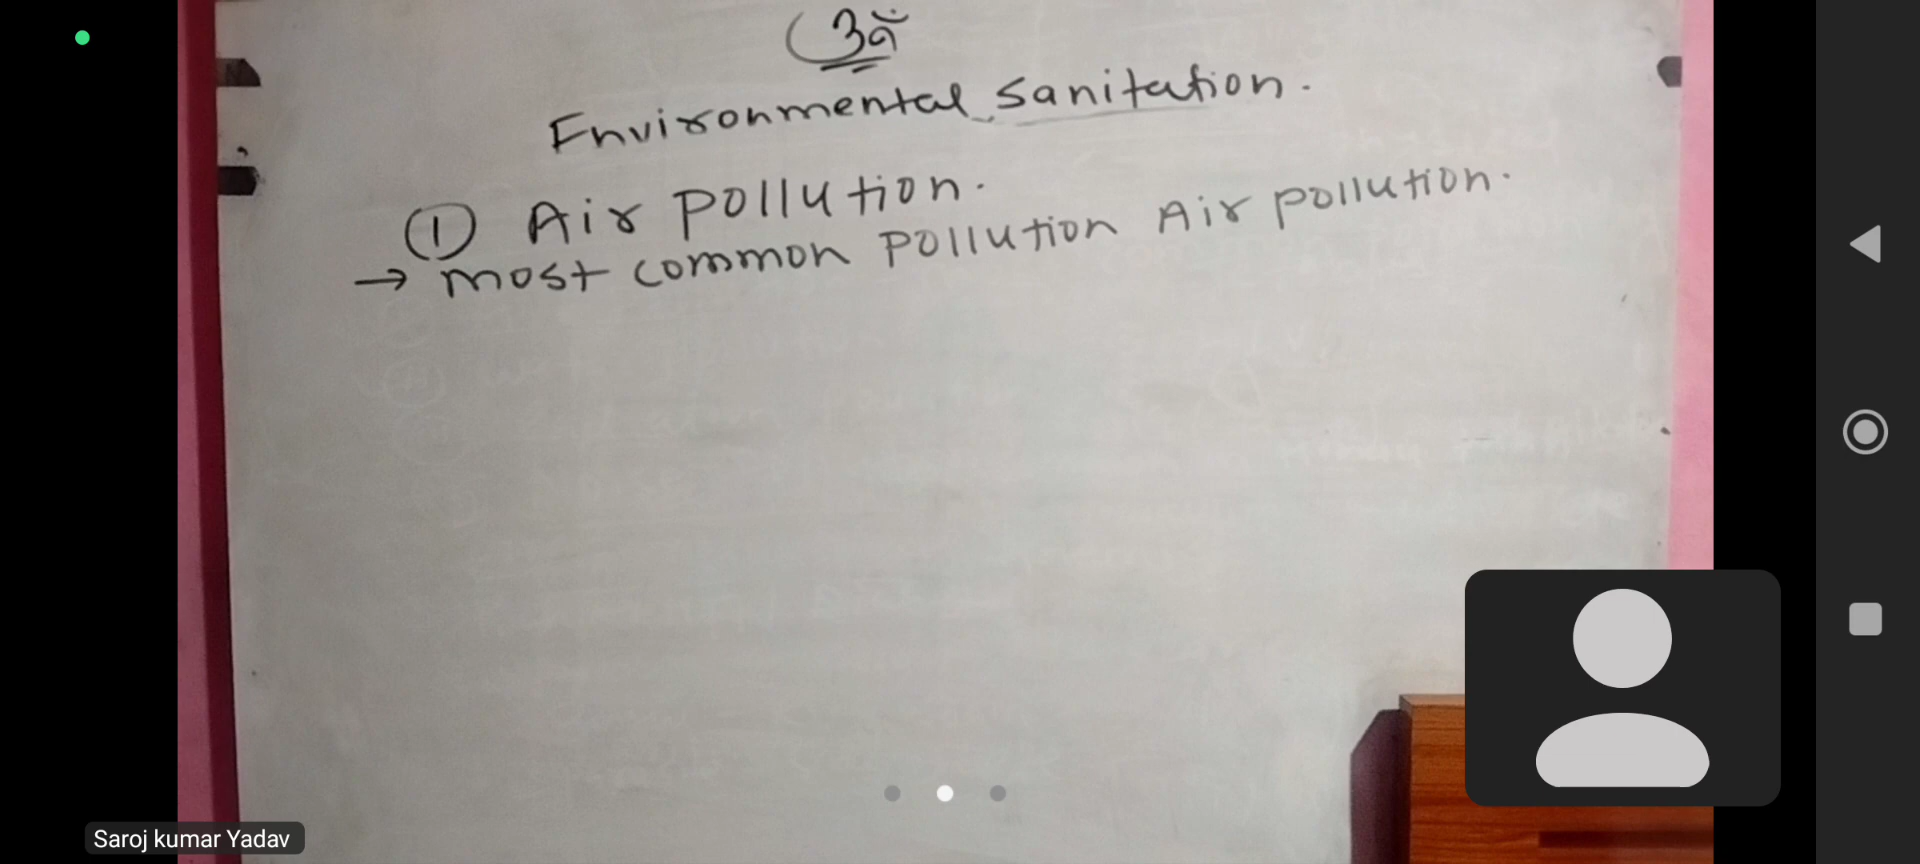 ॐ
Environmental Sanitation.
① Air pollution.
→ most common pollution Air pollution.
Saroj kumar Yadav